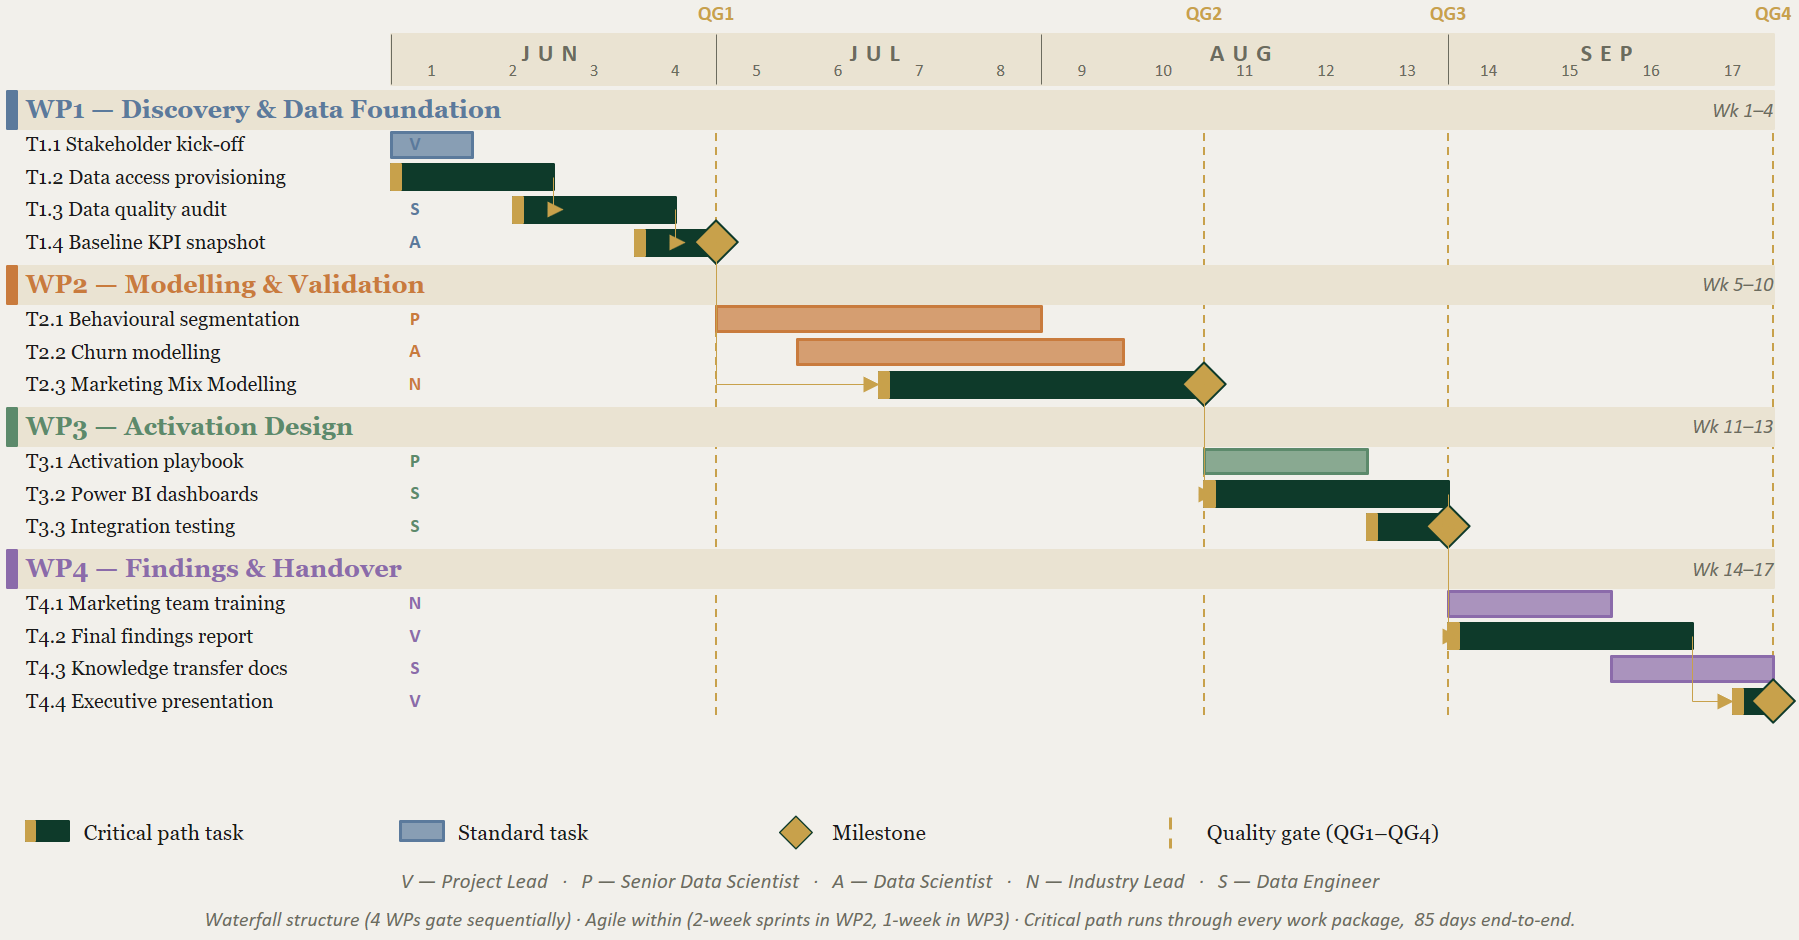 QG1 QG2 QG3 QG4
JUN JUL AUG SEP
1 2 3 4 5 6 7 8 9 10 11 12 13 14 15 16 17
WP1 — Discovery & Data Foundation Wk 1–4
T1.1 Stakeholder kick-off V
T1.2 Data access provisioning
T1.3 Data quality audit S
T1.4 Baseline KPI snapshot A
WP2 — Modelling & Validation Wk 5–10
T2.1 Behavioural segmentation P
T2.2 Churn modelling A
T2.3 Marketing Mix Modelling N
WP3 — Activation Design Wk 11–13
T3.1 Activation playbook P
T3.2 Power BI dashboards S
T3.3 Integration testing S
WP4 — Findings & Handover Wk 14–17
T4.1 Marketing team training N
T4.2 Final findings report V
T4.3 Knowledge transfer docs S
T4.4 Executive presentation V
Critical path task Standard task Milestone Quality gate (QG1–QG4)
V — Project Lead · P — Senior Data Scientist · A — Data Scientist · N — Industry Lead · S — Data Engineer
Waterfall structure (4 WPs gate sequentially) · Agile within (2-week sprints in WP2, 1-week in WP3) · Critical path runs through every work package, 85 days end-to-end.